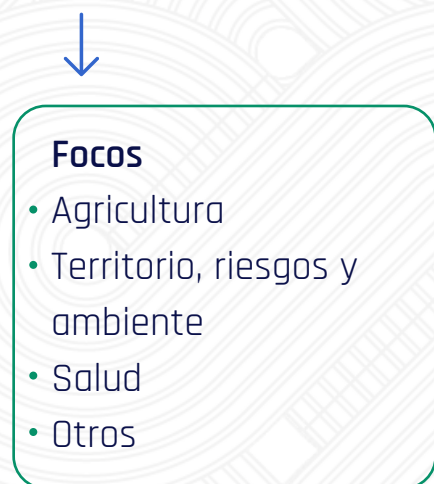 Focos
• Agricultura
• Territorio, riesgos y
ambiente
• Salud
• Otros